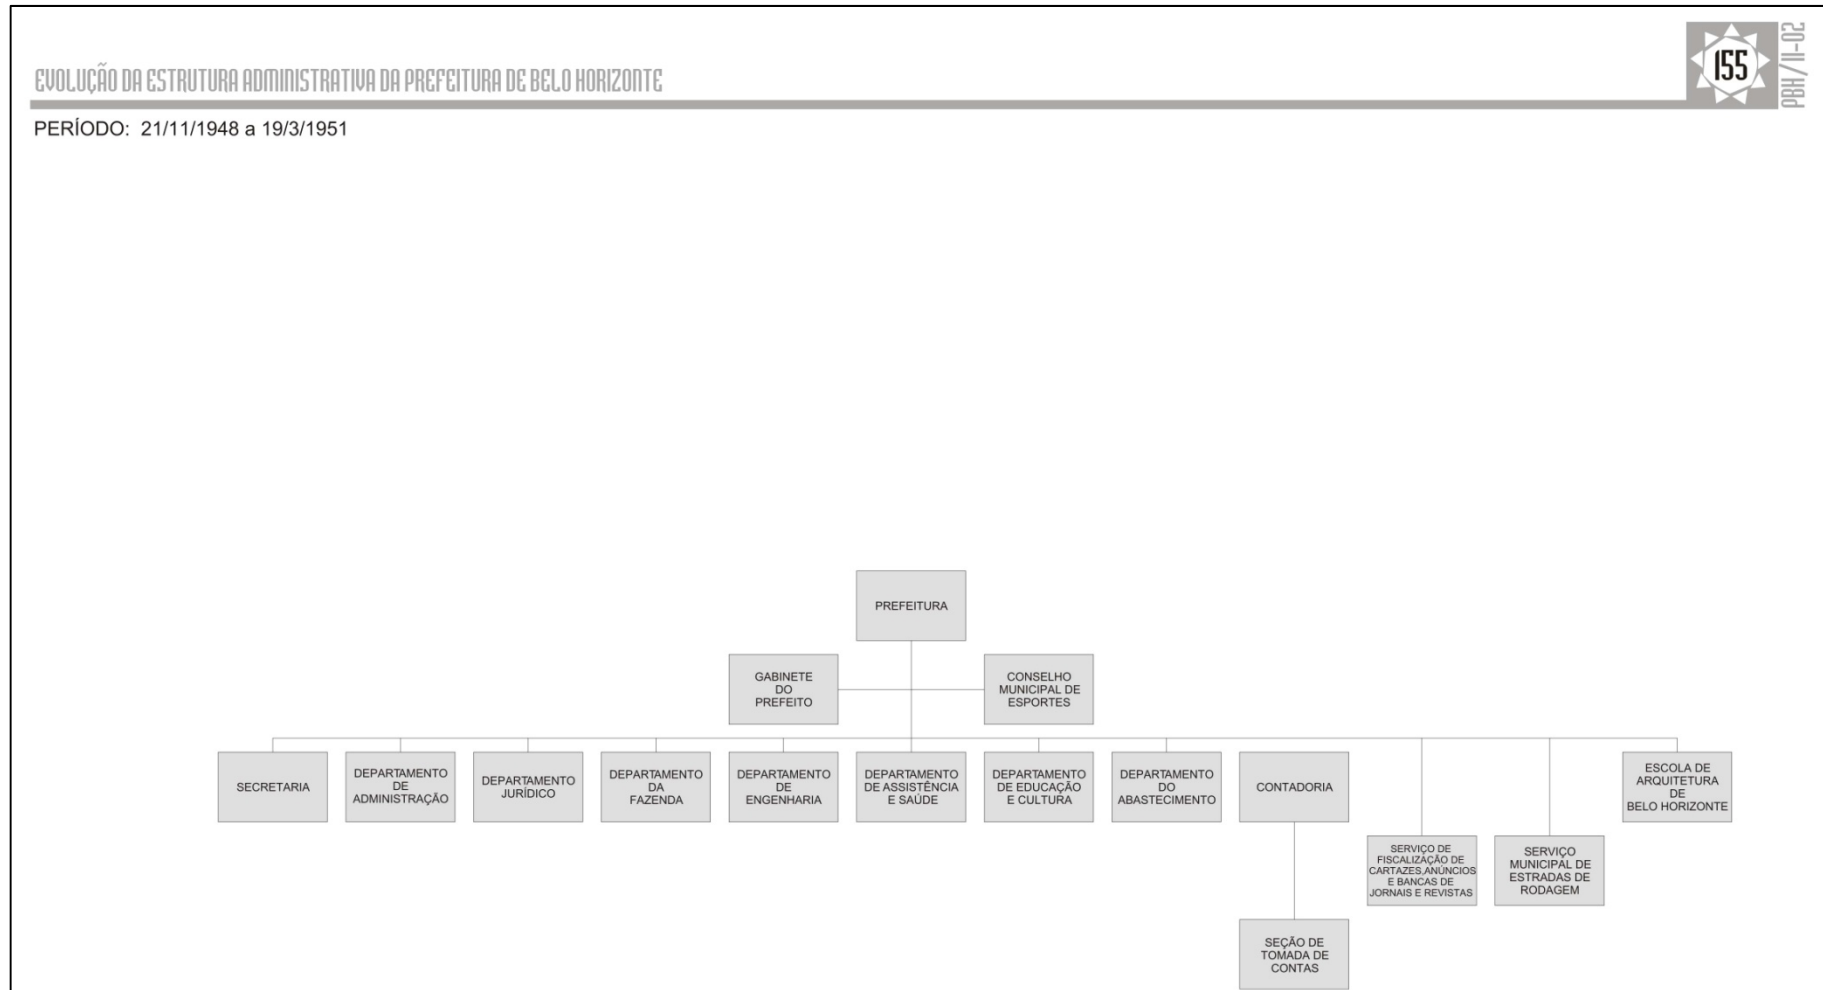 155
PBH/II-02
EVOLUÇÃO DA ESTRUTURA ADMINISTRATIVA DA PREFEITURA DE BELO HORIZONTE
PERÍODO: 21/11/1948 a 19/3/1951
PREFEITURA
GABINETE
DO
PREFEITO
CONSELHO
MUNICIPAL DE
ESPORTES
SECRETARIA
DEPARTAMENTO
DE
ADMINISTRAÇÃO
DEPARTAMENTO
JURÍDICO
DEPARTAMENTO
DA
FAZENDA
DEPARTAMENTO
DE
ENGENHARIA
DEPARTAMENTO
DE ASSISTÊNCIA
E SAÚDE
DEPARTAMENTO
DE EDUCAÇÃO
E CULTURA
DEPARTAMENTO
DO
ABASTECIMENTO
CONTADORIA
ESCOLA DE
ARQUITETURA
DE
BELO HORIZONTE
SERVIÇO DE
FISCALIZAÇÃO DE
CARTAZES,ANÚNCIOS
E BANCAS DE
JORNAIS E REVISTAS
SERVIÇO
MUNICIPAL DE
ESTRADAS DE
RODAGEM
SEÇÃO DE
TOMADA DE
CONTAS